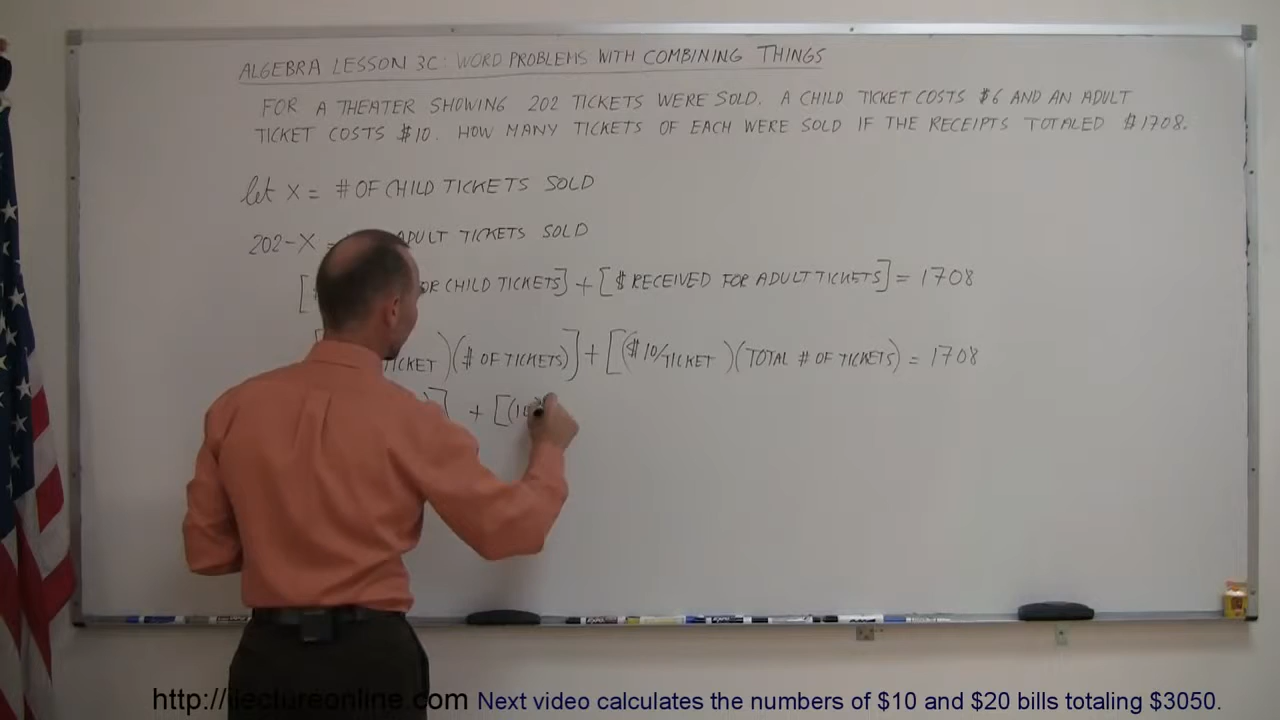 ALGEBRA LESSON 3C: WORD PROBLEMS WITH COMBINING THINGS
FOR A THEATER SHOWING 202 TICKETS WERE SOLD. A CHILD TICKET COSTS $6 AND AN ADULT
TICKET COSTS $10. HOW MANY TICKETS OF EACH WERE SOLD IF THE RECEIPTS TOTALED $1708.
let X = # OF CHILD TICKETS SOLD
202-X = ADULT TICKETS SOLD
[ CHILD TICKETS] + [$ RECEIVED FOR ADULT TICKETS] = 1708
)(# OF TICKETS)] + [($10/TICKET)(TOTAL # OF TICKETS) = 1708
)] + [(10)
http://ilectureonline.com Next video calculates the numbers of $10 and $20 bills totaling $3050.